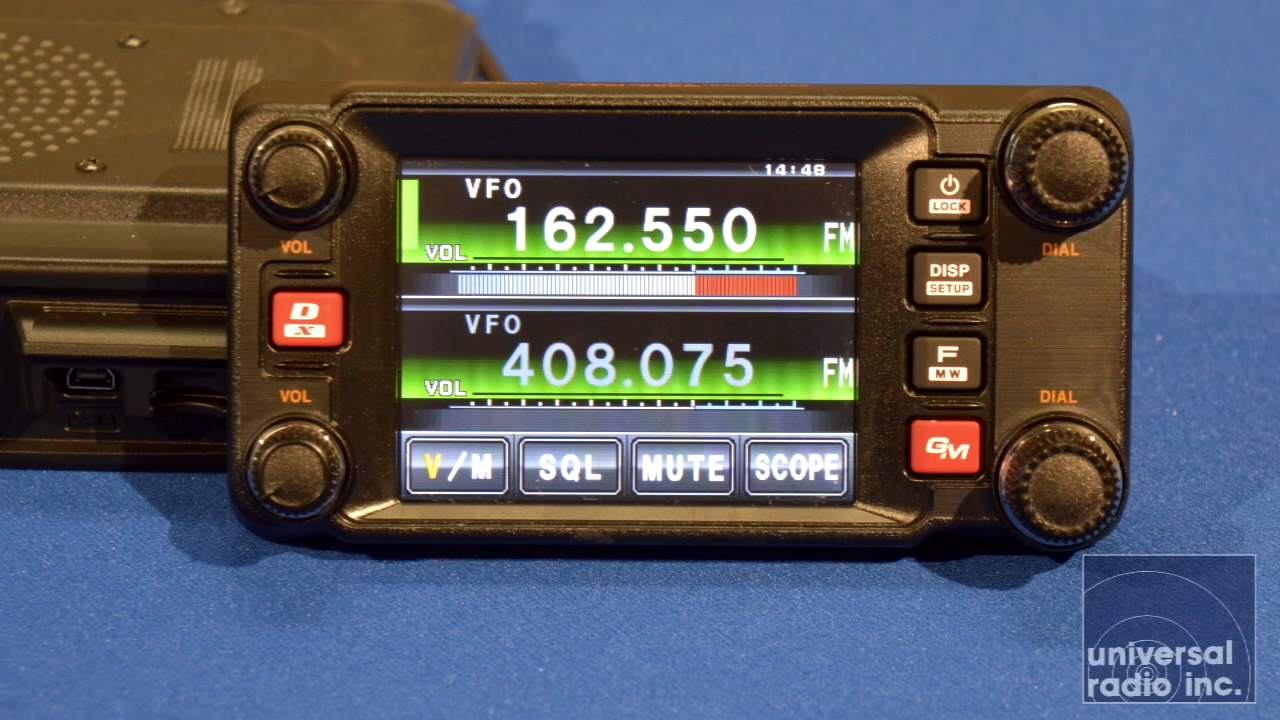 14:48
VFO
162.550
FM
VOL
VFO
408.075
FM
VOL
V/M
SQL
MUTE
SCOPE
VOL
D
X
VOL
LOCK
DISP
SETUP
F
MW
GM
DIAL
DIAL
universal
radio inc.